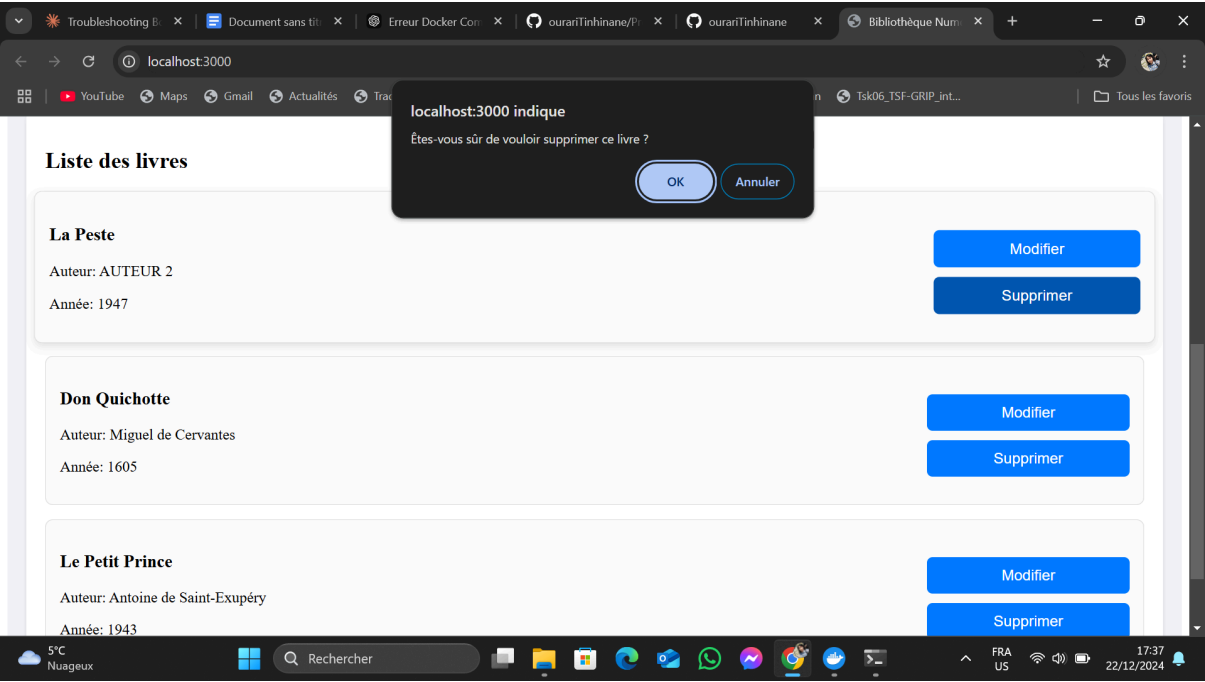 Troubleshooting Bo
Document sans tit
Erreur Docker Com
ourariTinhinane/Pr
ourariTinhinane
Bibliothèque Num
localhost:3000
YouTube
Maps
Gmail
Actualités
Trad
n
Tsk06_TSF-GRIP_int...
Tous les favoris
localhost:3000 indique
Êtes-vous sûr de vouloir supprimer ce livre ?
OK
Annuler
Liste des livres
La Peste
Auteur: AUTEUR 2
Année: 1947
Modifier
Supprimer
Don Quichotte
Auteur: Miguel de Cervantes
Année: 1605
Modifier
Supprimer
Le Petit Prince
Auteur: Antoine de Saint-Exupéry
Année: 1943
Modifier
Supprimer
5°C
Nuageux
Rechercher
FRA
US
17:37
22/12/2024